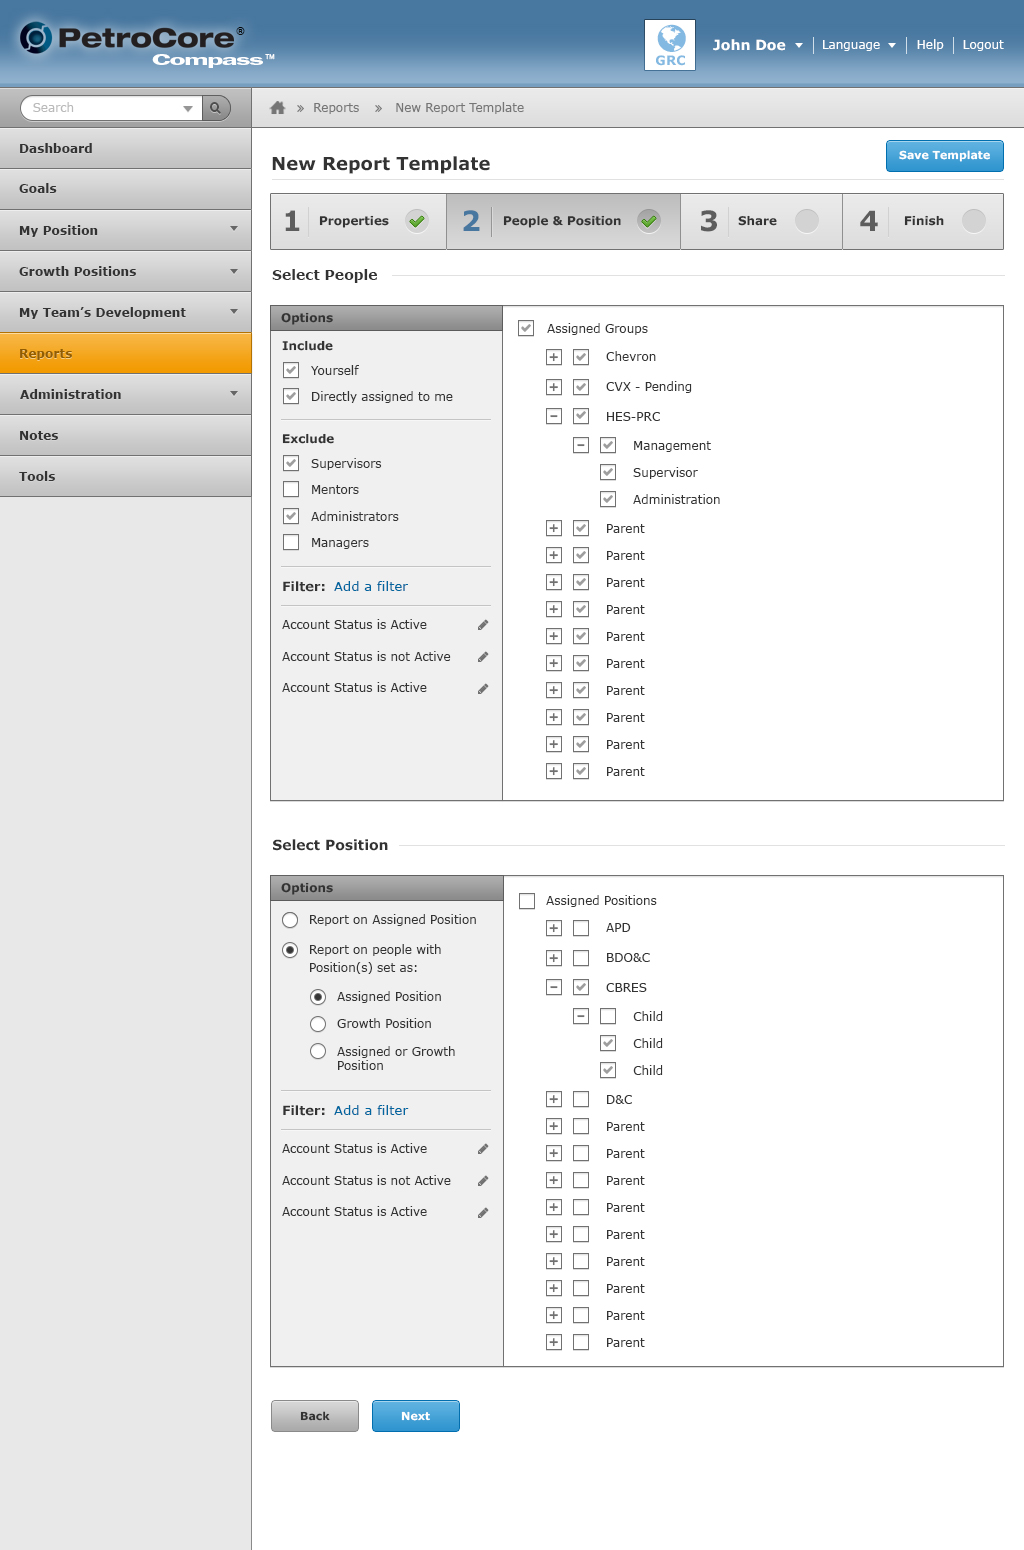 PetroCore®
Compass™
GRC
John Doe
Language
Help
Logout
Search
» Reports » New Report Template
Dashboard
Goals
My Position
Growth Positions
My Team's Development
Reports
Administration
Notes
Tools
New Report Template
Save Template
1 Properties
2 People & Position
3 Share
4 Finish
Select People
Options
Include
Yourself
Directly assigned to me
Exclude
Supervisors
Mentors
Administrators
Managers
Filter: Add a filter
Account Status is Active
Account Status is not Active
Account Status is Active
Assigned Groups
Chevron
CVX - Pending
HES-PRC
Management
Supervisor
Administration
Parent
Parent
Parent
Parent
Parent
Parent
Parent
Parent
Parent
Parent
Select Position
Options
Report on Assigned Position
Report on people with
Position(s) set as:
Assigned Position
Growth Position
Assigned or Growth
Position
Filter: Add a filter
Account Status is Active
Account Status is not Active
Account Status is Active
Assigned Positions
APD
BDO&C
CBRES
Child
Child
Child
D&C
Parent
Parent
Parent
Parent
Parent
Parent
Parent
Parent
Parent
Back
Next